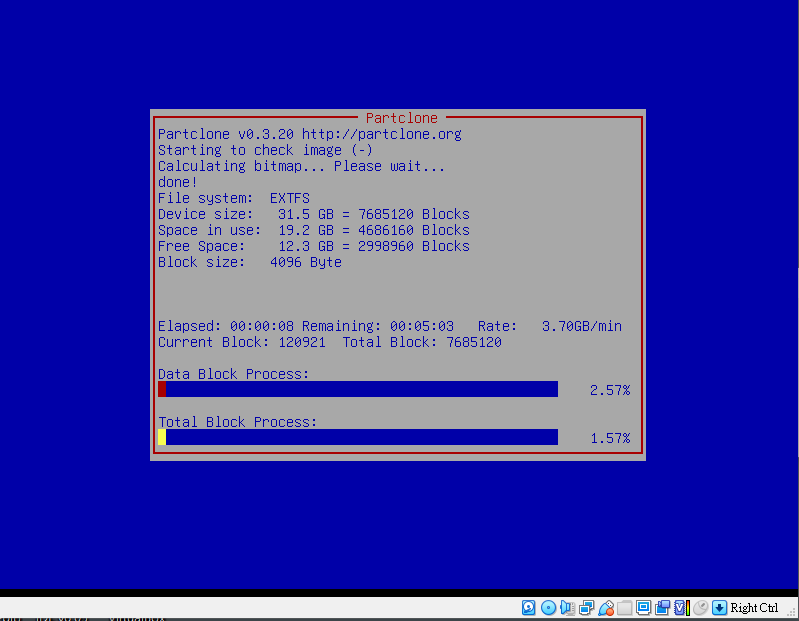 Partclone
Partclone v0.3.20 http://partclone.org
Starting to check image (-)
Calculating bitmap... Please wait...
done!
File system:  EXTFS
Device size:   31.5 GB = 7685120 Blocks
Space in use:  19.2 GB = 4686160 Blocks
Free Space:    12.3 GB = 2998960 Blocks
Block size:   4096 Byte
Elapsed: 00:00:08 Remaining: 00:05:03   Rate:   3.70GB/min
Current Block: 120921  Total Block: 7685120
Data Block Process:
2.57%
Total Block Process:
1.57%
Right Ctrl